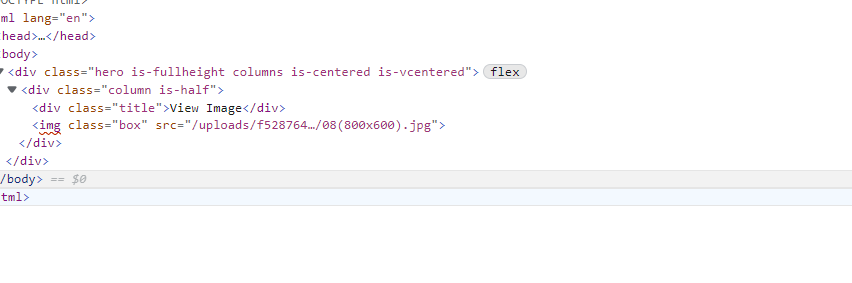 OCTYPE html>
ml lang="en">
head>…</head>
body>
<div class="hero is-fullheight columns is-centered is-vcentered"> flex
<div class="column is-half">
<div class="title">View Image</div>
<img class="box" src="/uploads/f528764…/08(800x600).jpg">
</div>
</div>
/body> == $0
tml>